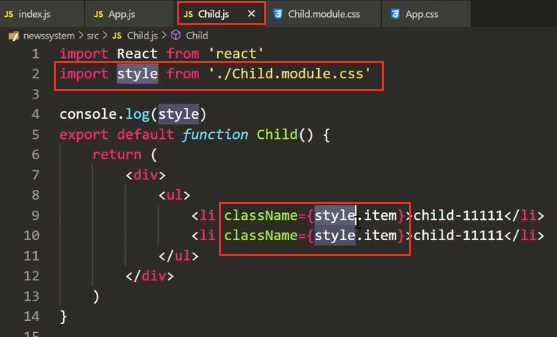 JS index.js JS App.js JS Child.js × Child.module.css App.css
newssystem > src > JS Child.js > Child
1 import React from 'react'
2 import style from './Child.module.css'
3
4 console.log(style)
5 export default function Child() {
6 return (
7 <div>
8 <ul>
9 <li className={style.item}>child-11111</li>
10 <li className={style.item}>child-11111</li>
11 </ul>
12 </div>
13 )
14 }
15